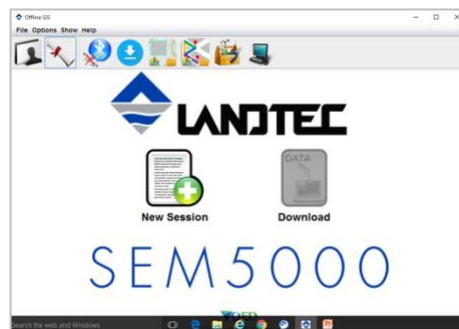 Offline GIS
File Options Show Help
LANDTEC
DATA
New Session
Download
SEM5000
Search the web and Windows